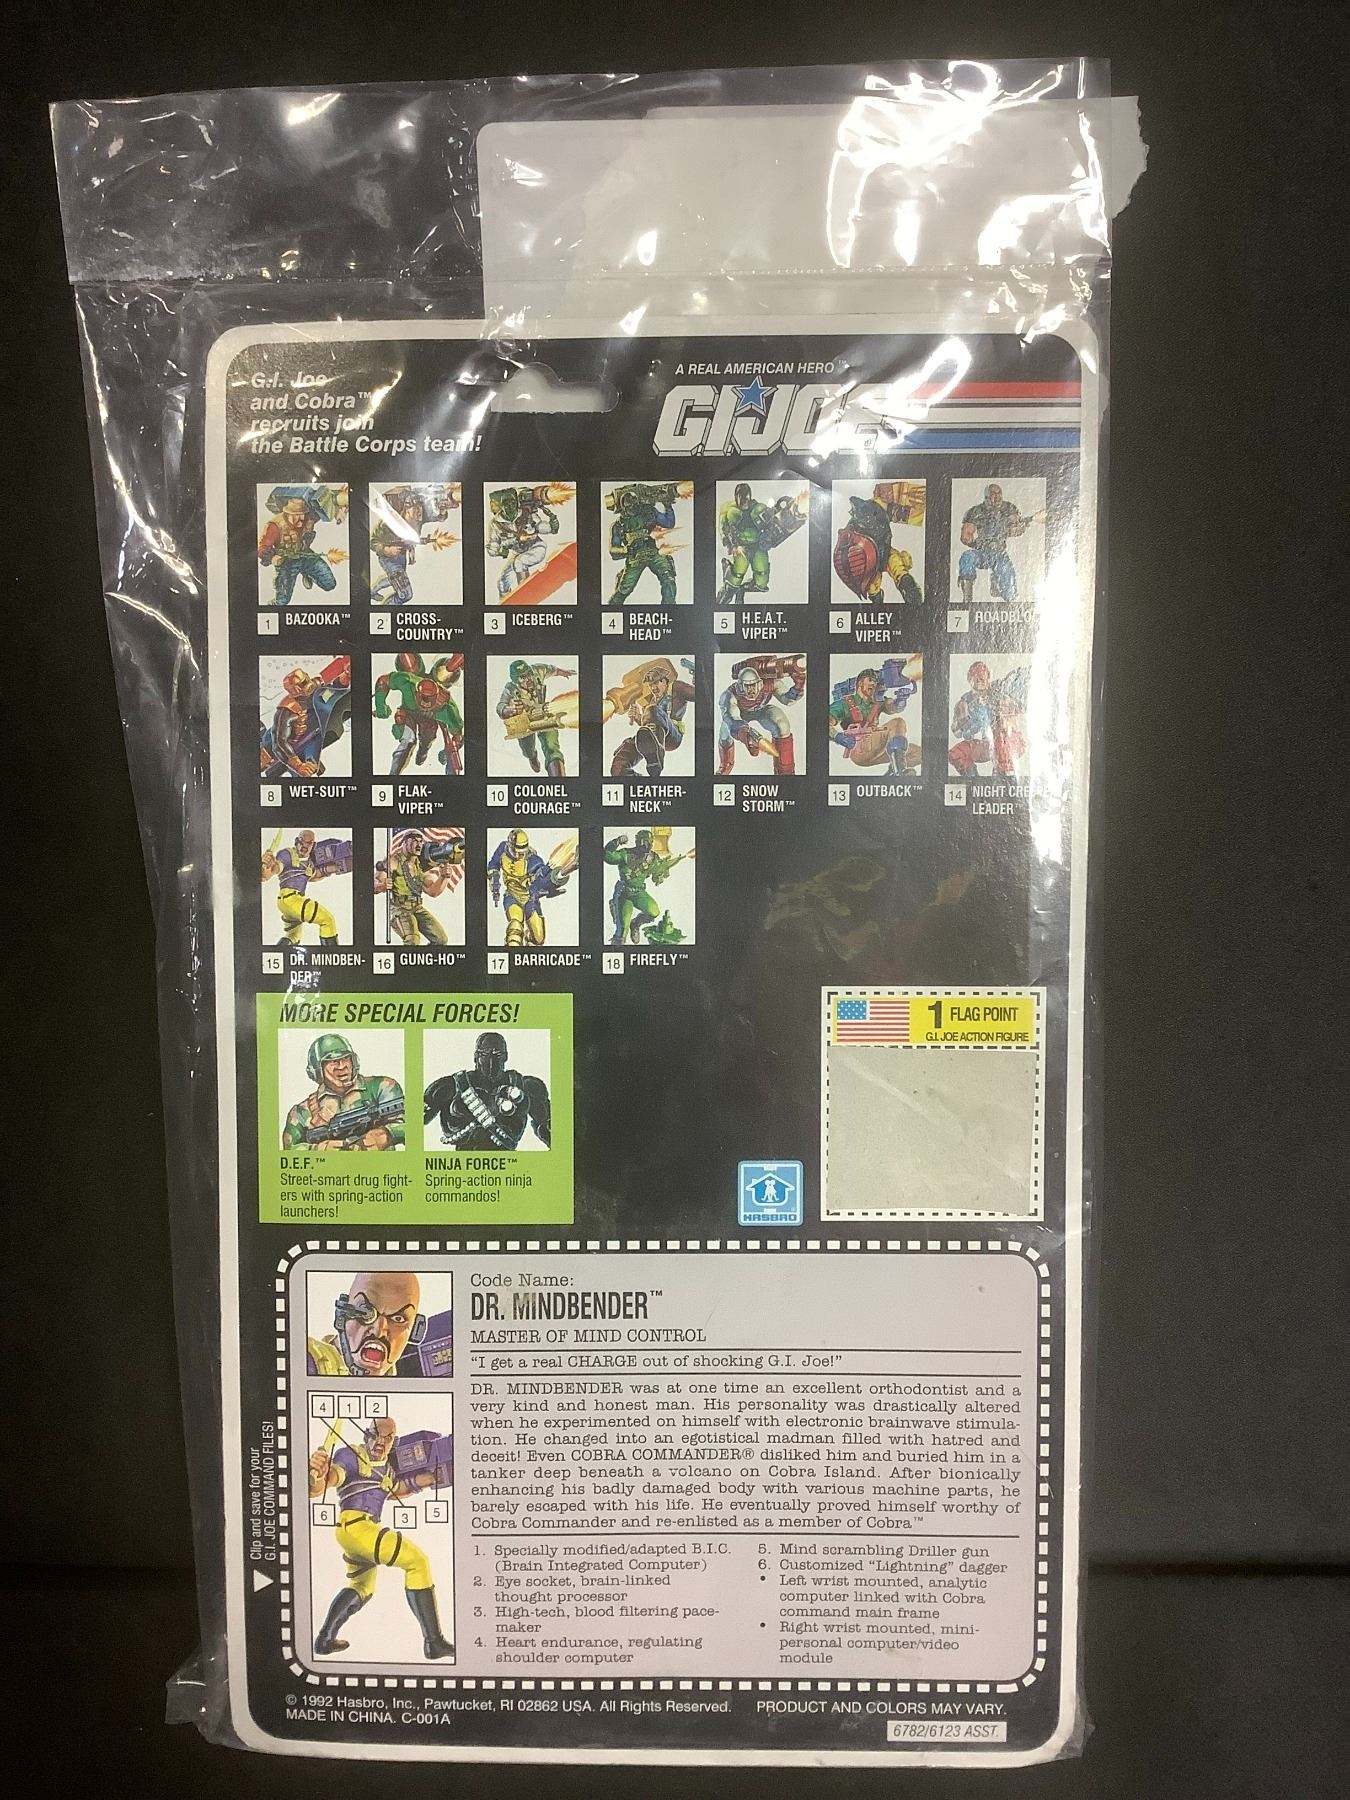 G.I. Joe
and Cobra™
recruits join
the Battle Corps team!
A REAL AMERICAN HERO™
G.I. JOE
1 BAZOOKA™
2 CROSS-
COUNTRY™
3 ICEBERG™
4 BEACH-
HEAD™
5 H.E.A.T.
VIPER™
6 ALLEY
VIPER™
7 ROADBLOC
8 WET-SUIT™
9 FLAK-
VIPER™
10 COLONEL
COURAGE™
11 LEATHER-
NECK™
12 SNOW
STORM™
13 OUTBACK™
14 NIGHT CREEPER
LEADER™
15 DR. MINDBEN-
DER™
16 GUNG-HO™
17 BARRICADE™
18 FIREFLY™
MORE SPECIAL FORCES!
D.E.F.™
Street-smart drug fight-
ers with spring-action
launchers!
NINJA FORCE™
Spring-action ninja
commandos!
HASBRO
1 FLAG POINT
G.I. JOE ACTION FIGURE
Clip and save for your
G.I. JOE COMMAND FILES!
4 1 2
6 3 5
Code Name:
DR. MINDBENDER™
MASTER OF MIND CONTROL
"I get a real CHARGE out of shocking G.I. Joe!"
DR. MINDBENDER was at one time an excellent orthodontist and a
very kind and honest man. His personality was drastically altered
when he experimented on himself with electronic brainwave stimula-
tion. He changed into an egotistical madman filled with hatred and
deceit! Even COBRA COMMANDER® disliked him and buried him in a
tanker deep beneath a volcano on Cobra Island. After bionically
enhancing his badly damaged body with various machine parts, he
barely escaped with his life. He eventually proved himself worthy of
Cobra Commander and re-enlisted as a member of Cobra™
1. Specially modified/adapted B.I.C.
(Brain Integrated Computer)
2. Eye socket, brain-linked
thought processor
3. High-tech, blood filtering pace-
maker
4. Heart endurance, regulating
shoulder computer
5. Mind scrambling Driller gun
6. Customized "Lightning" dagger
• Left wrist mounted, analytic
computer linked with Cobra
command main frame
• Right wrist mounted, mini-
personal computer/video
module
© 1992 Hasbro, Inc., Pawtucket, RI 02862 USA. All Rights Reserved. PRODUCT AND COLORS MAY VARY.
MADE IN CHINA. C-001A
6782/6123 ASST.